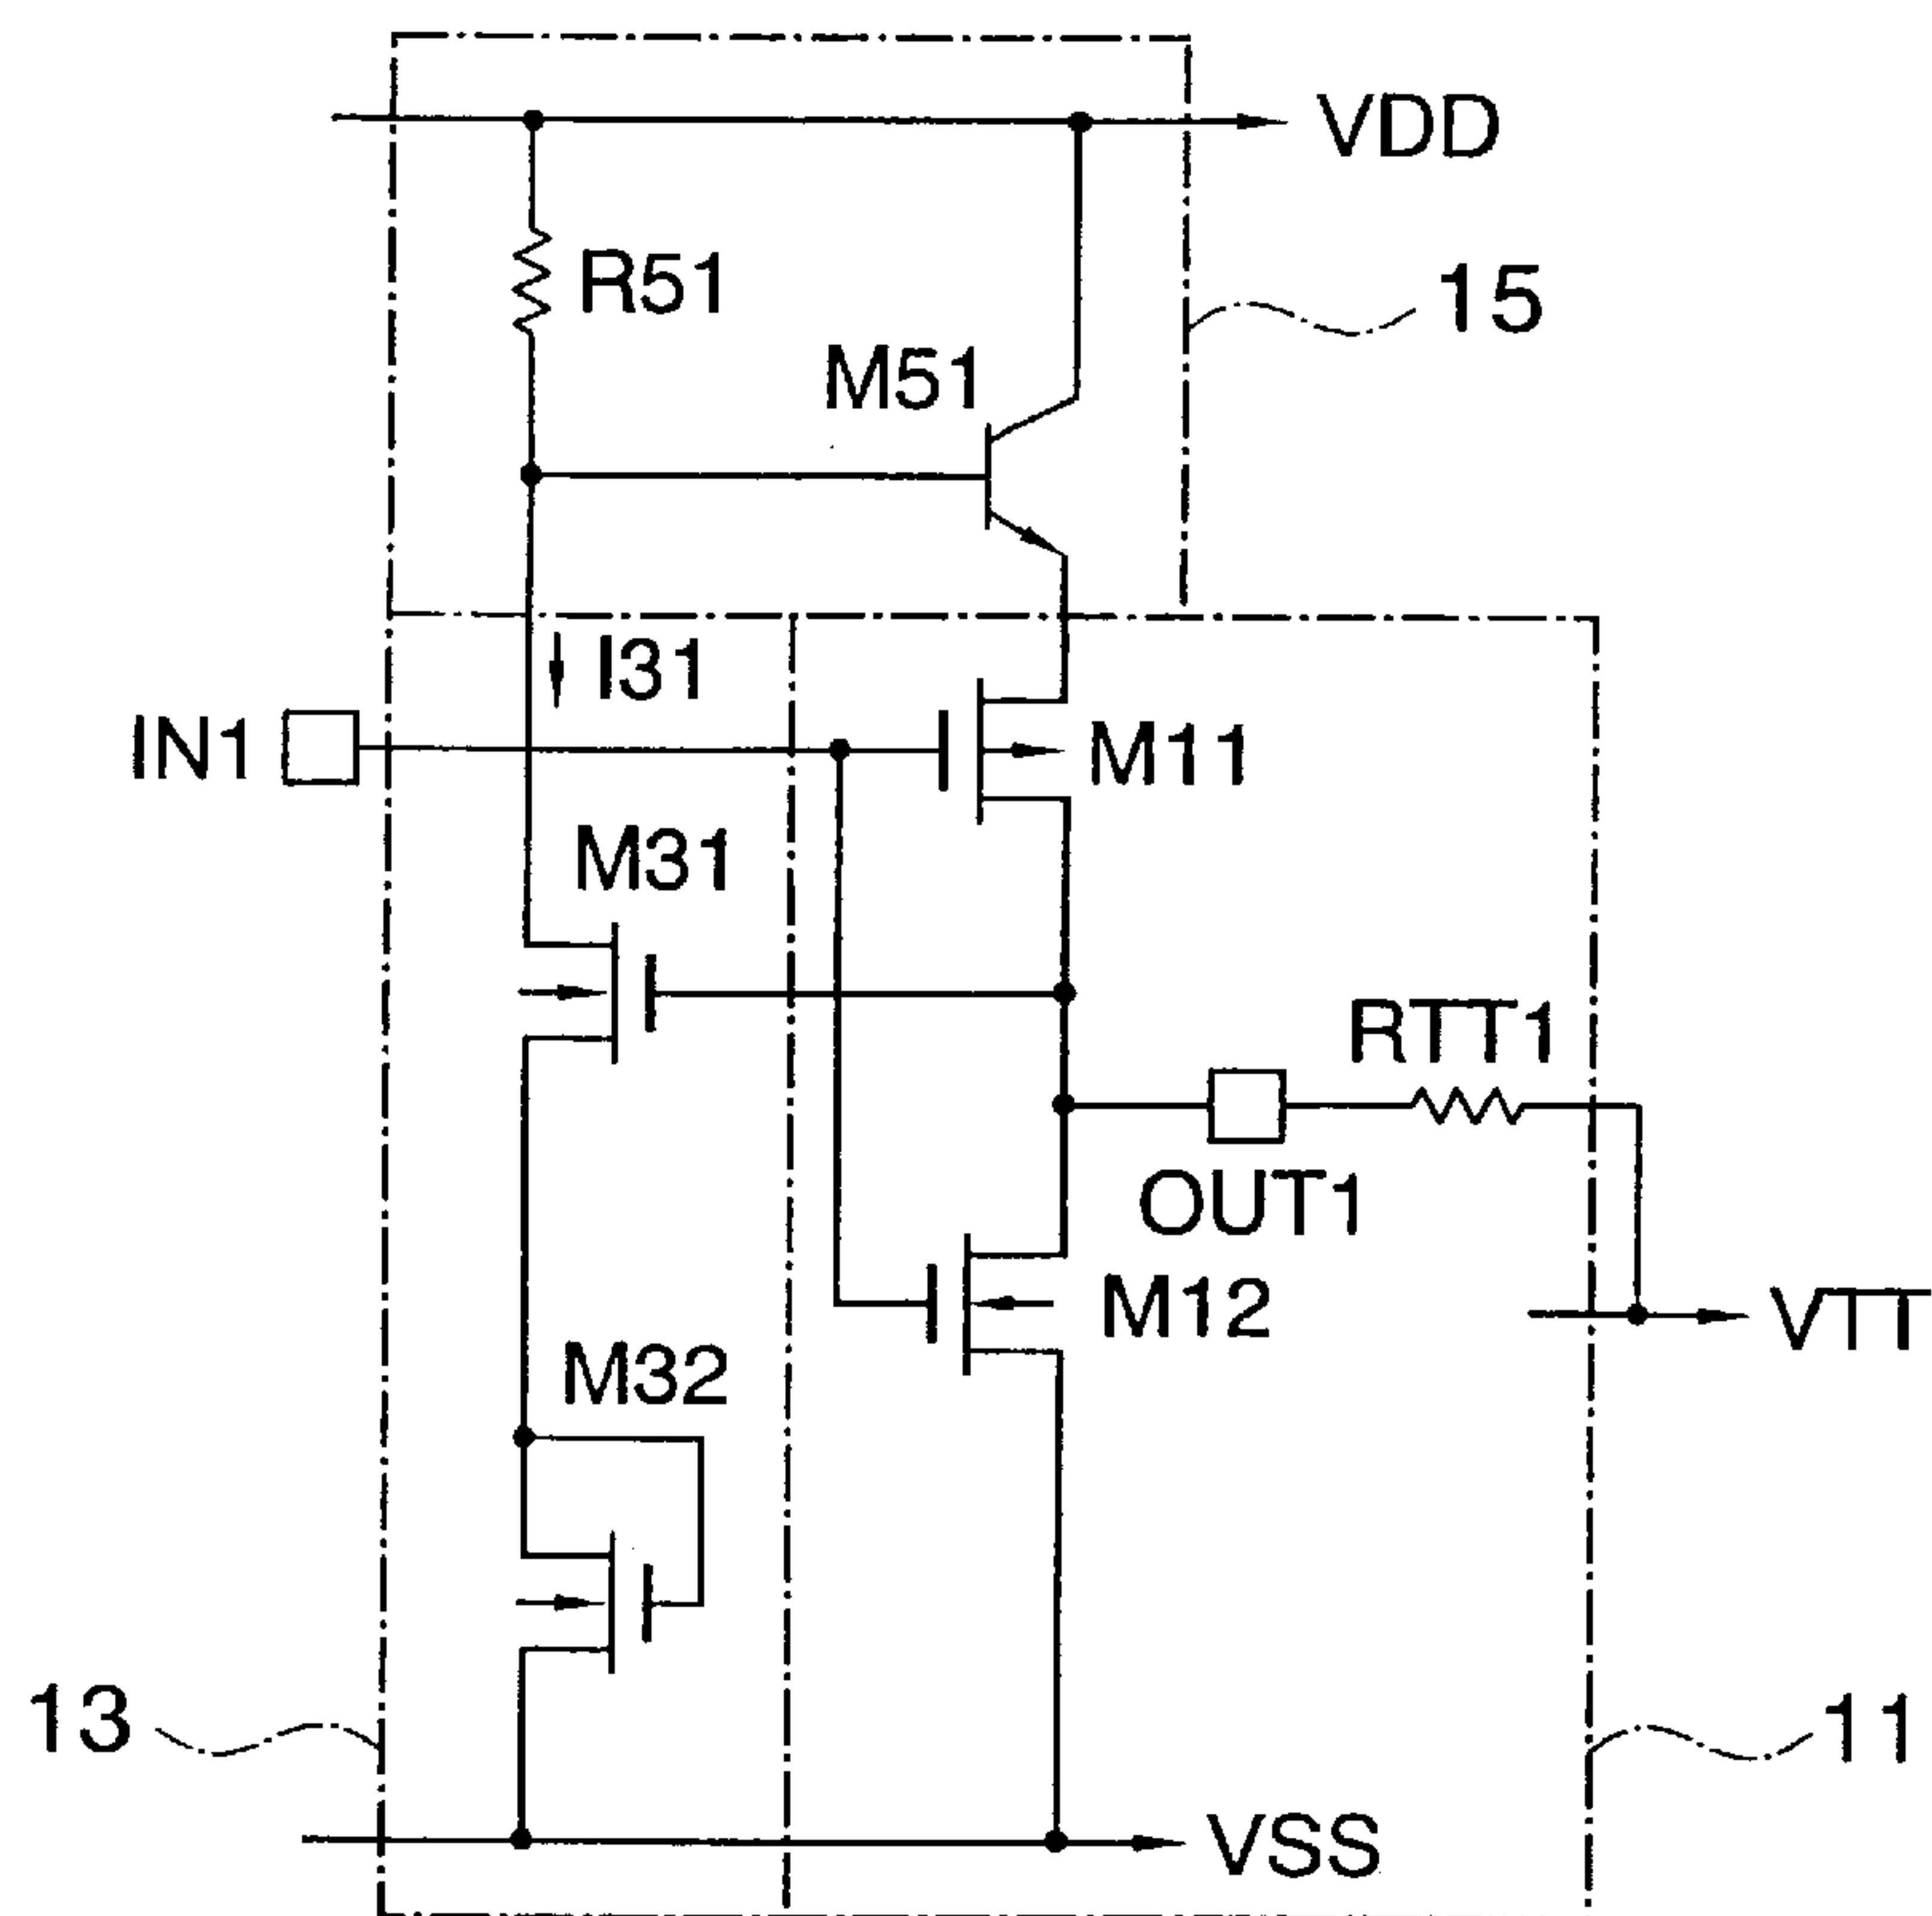 VDD
R51
15
M51
I31
IN1
M11
M31
RTT1
OUT1
M12
VTT
M32
13
11
VSS